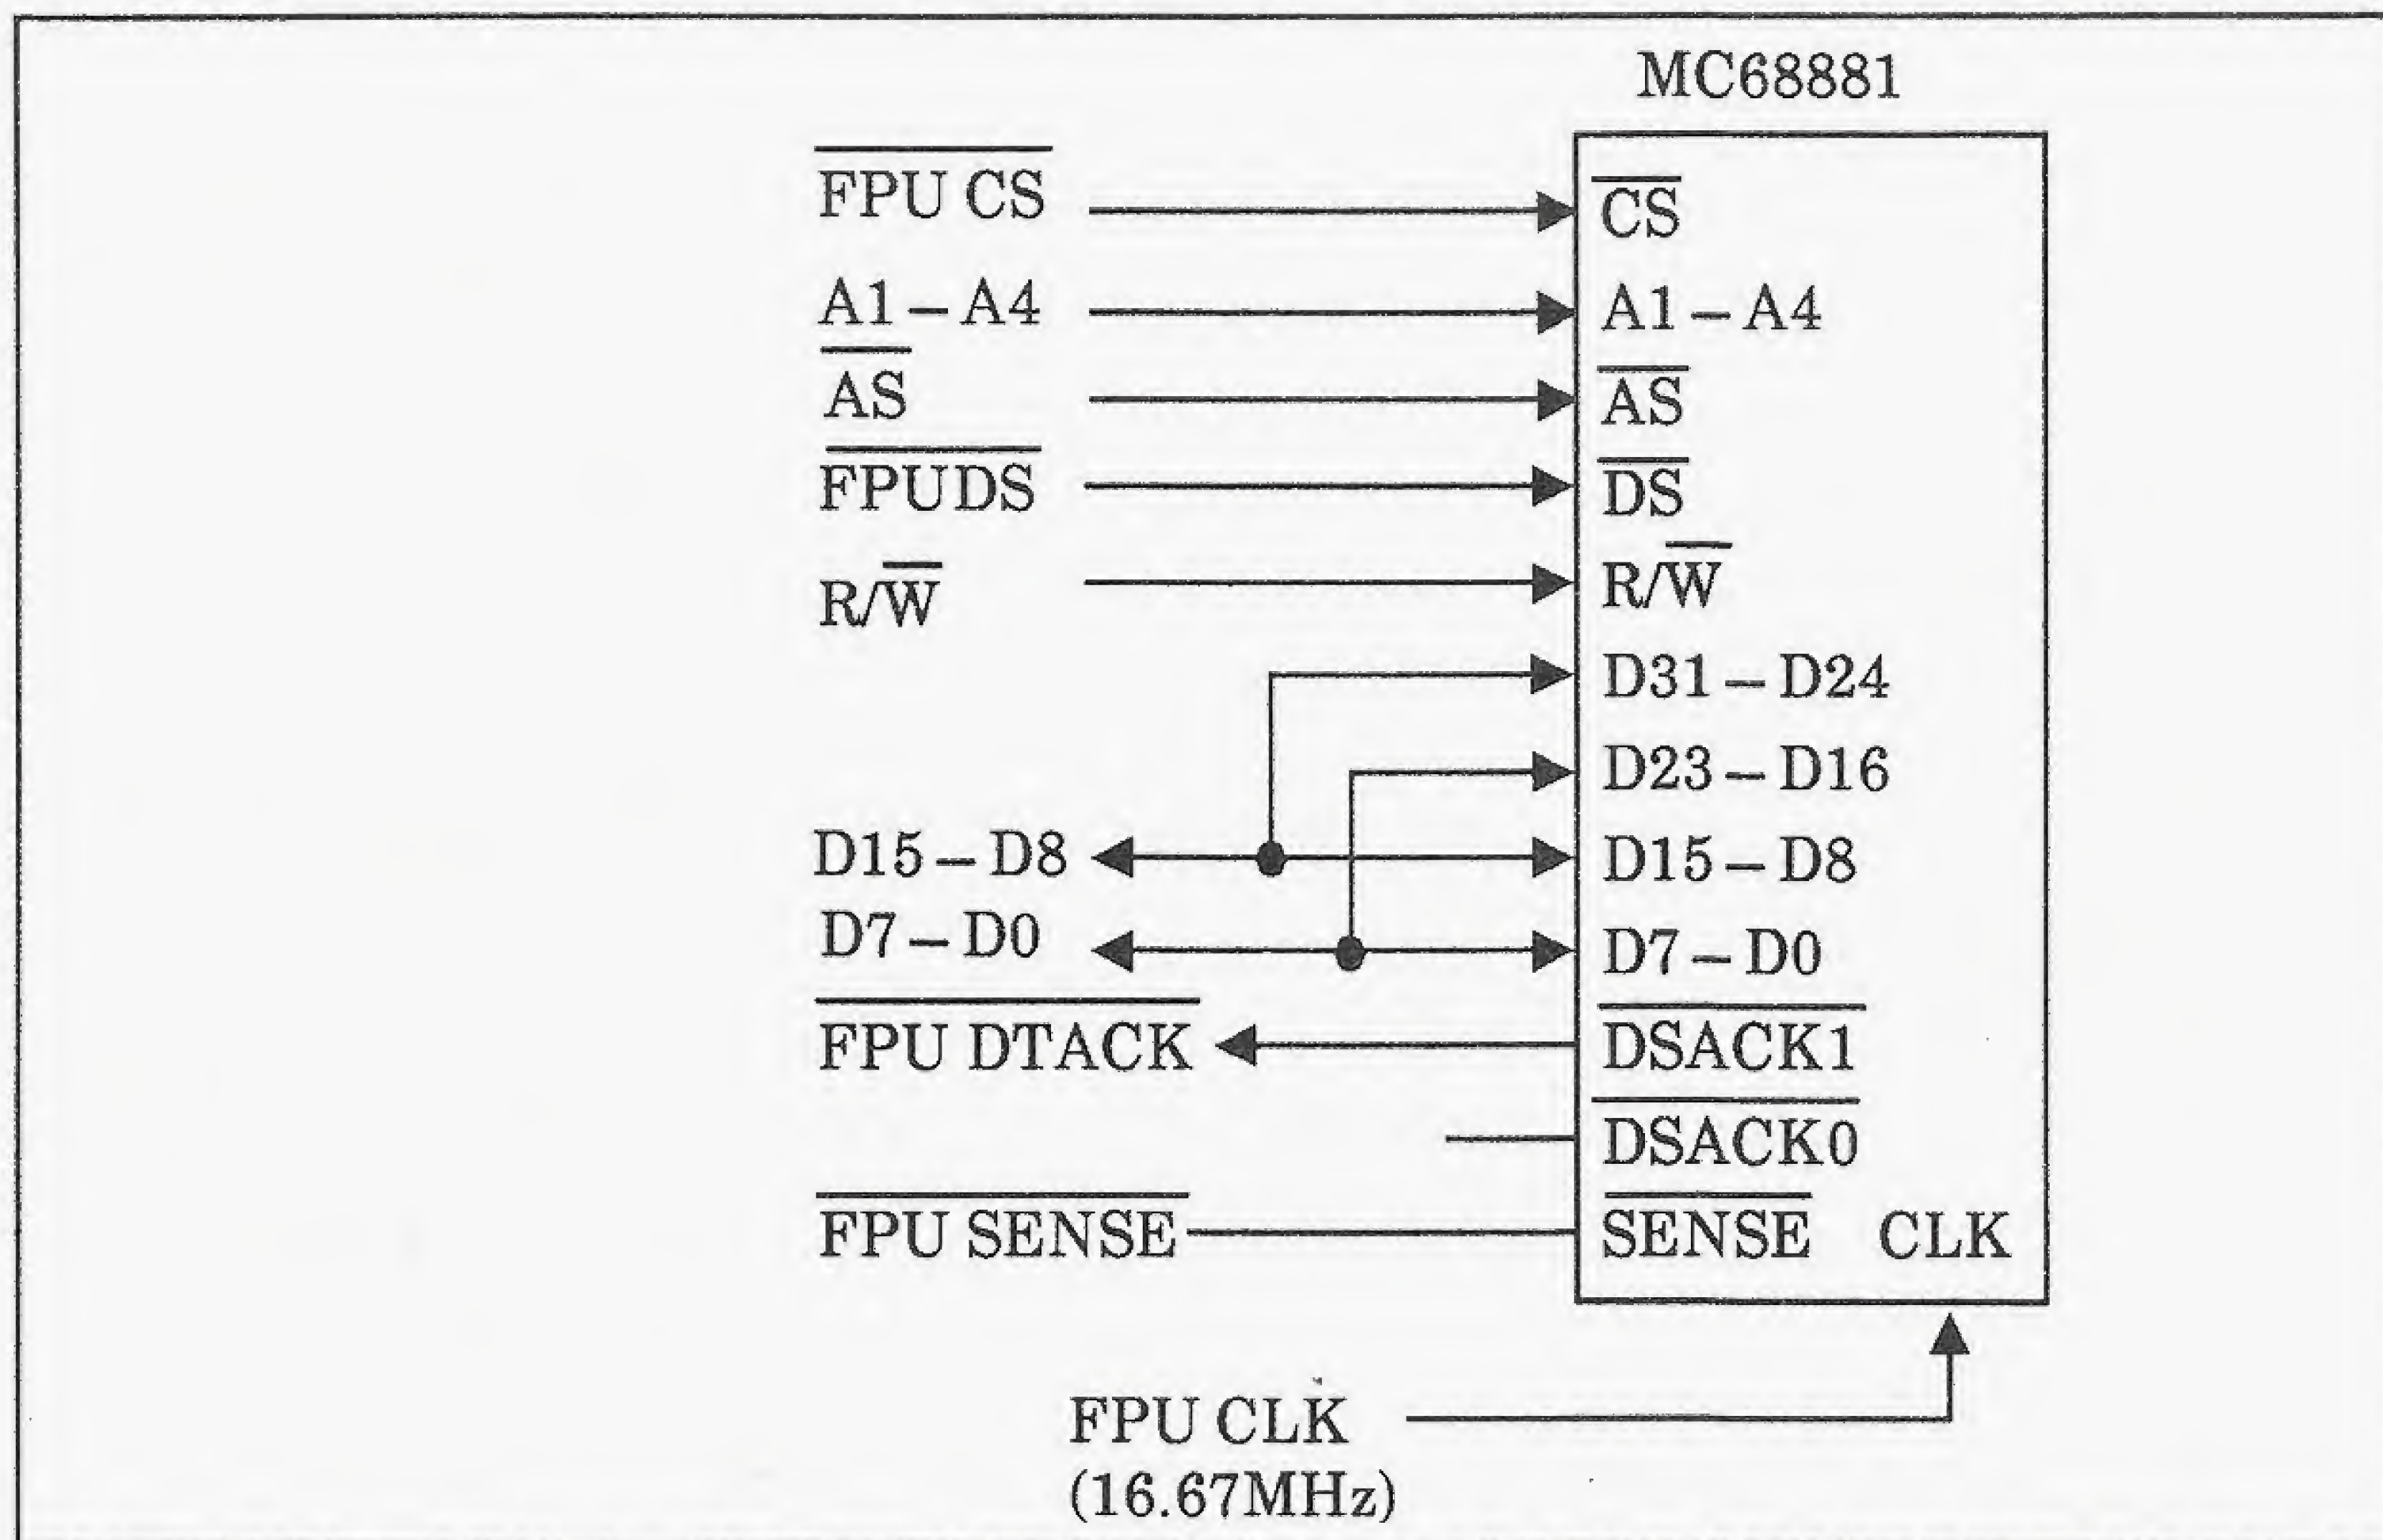 MC68881
FPU CS CS
A1 – A4 A1 – A4
AS AS
FPUDS DS
R/W R/W
D31 – D24
D23 – D16
D15 – D8 D15 – D8
D7 – D0 D7 – D0
FPU DTACK DSACK1
DSACK0
FPU SENSE SENSE CLK
FPU CLK
(16.67MHz)